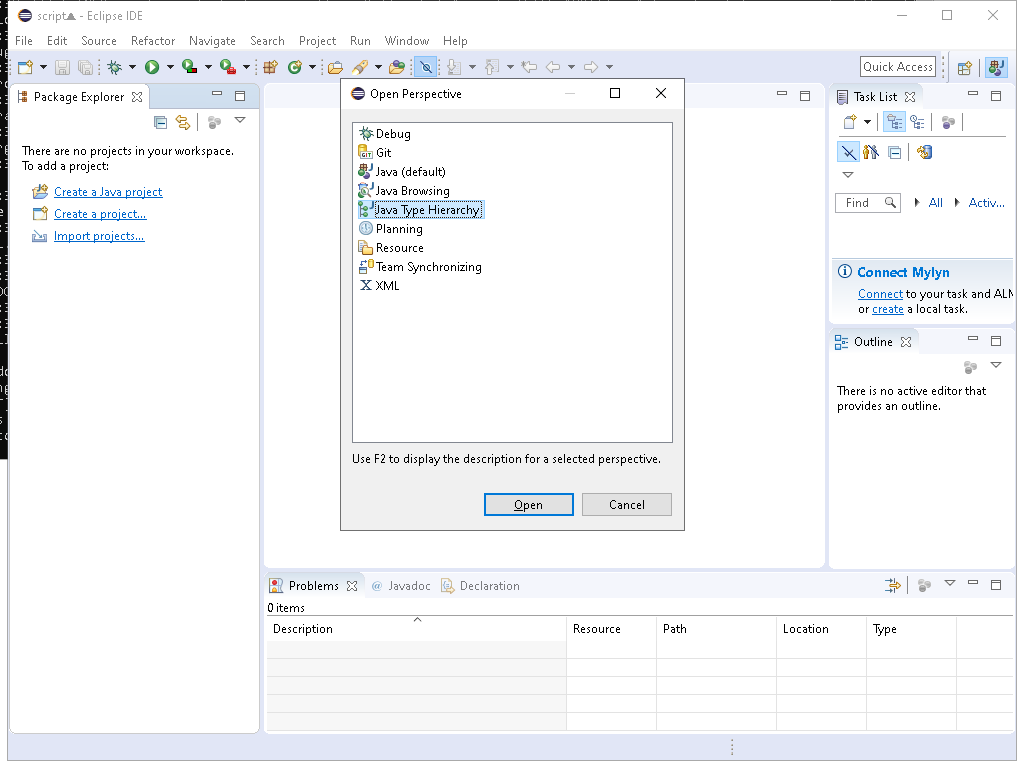 script▲ - Eclipse IDE
File Edit Source Refactor Navigate Search Project Run Window Help
Quick Access
Package Explorer
There are no projects in your workspace.
To add a project:
Create a Java project
Create a project...
Import projects...
Open Perspective
Debug
Git
Java (default)
Java Browsing
Java Type Hierarchy
Planning
Resource
Team Synchronizing
XML
Use F2 to display the description for a selected perspective.
Open Cancel
Task List
Find All Activ...
Connect Mylyn
Connect to your task and ALM
or create a local task.
Outline
There is no active editor that
provides an outline.
Problems @ Javadoc Declaration
0 items
Description Resource Path Location Type